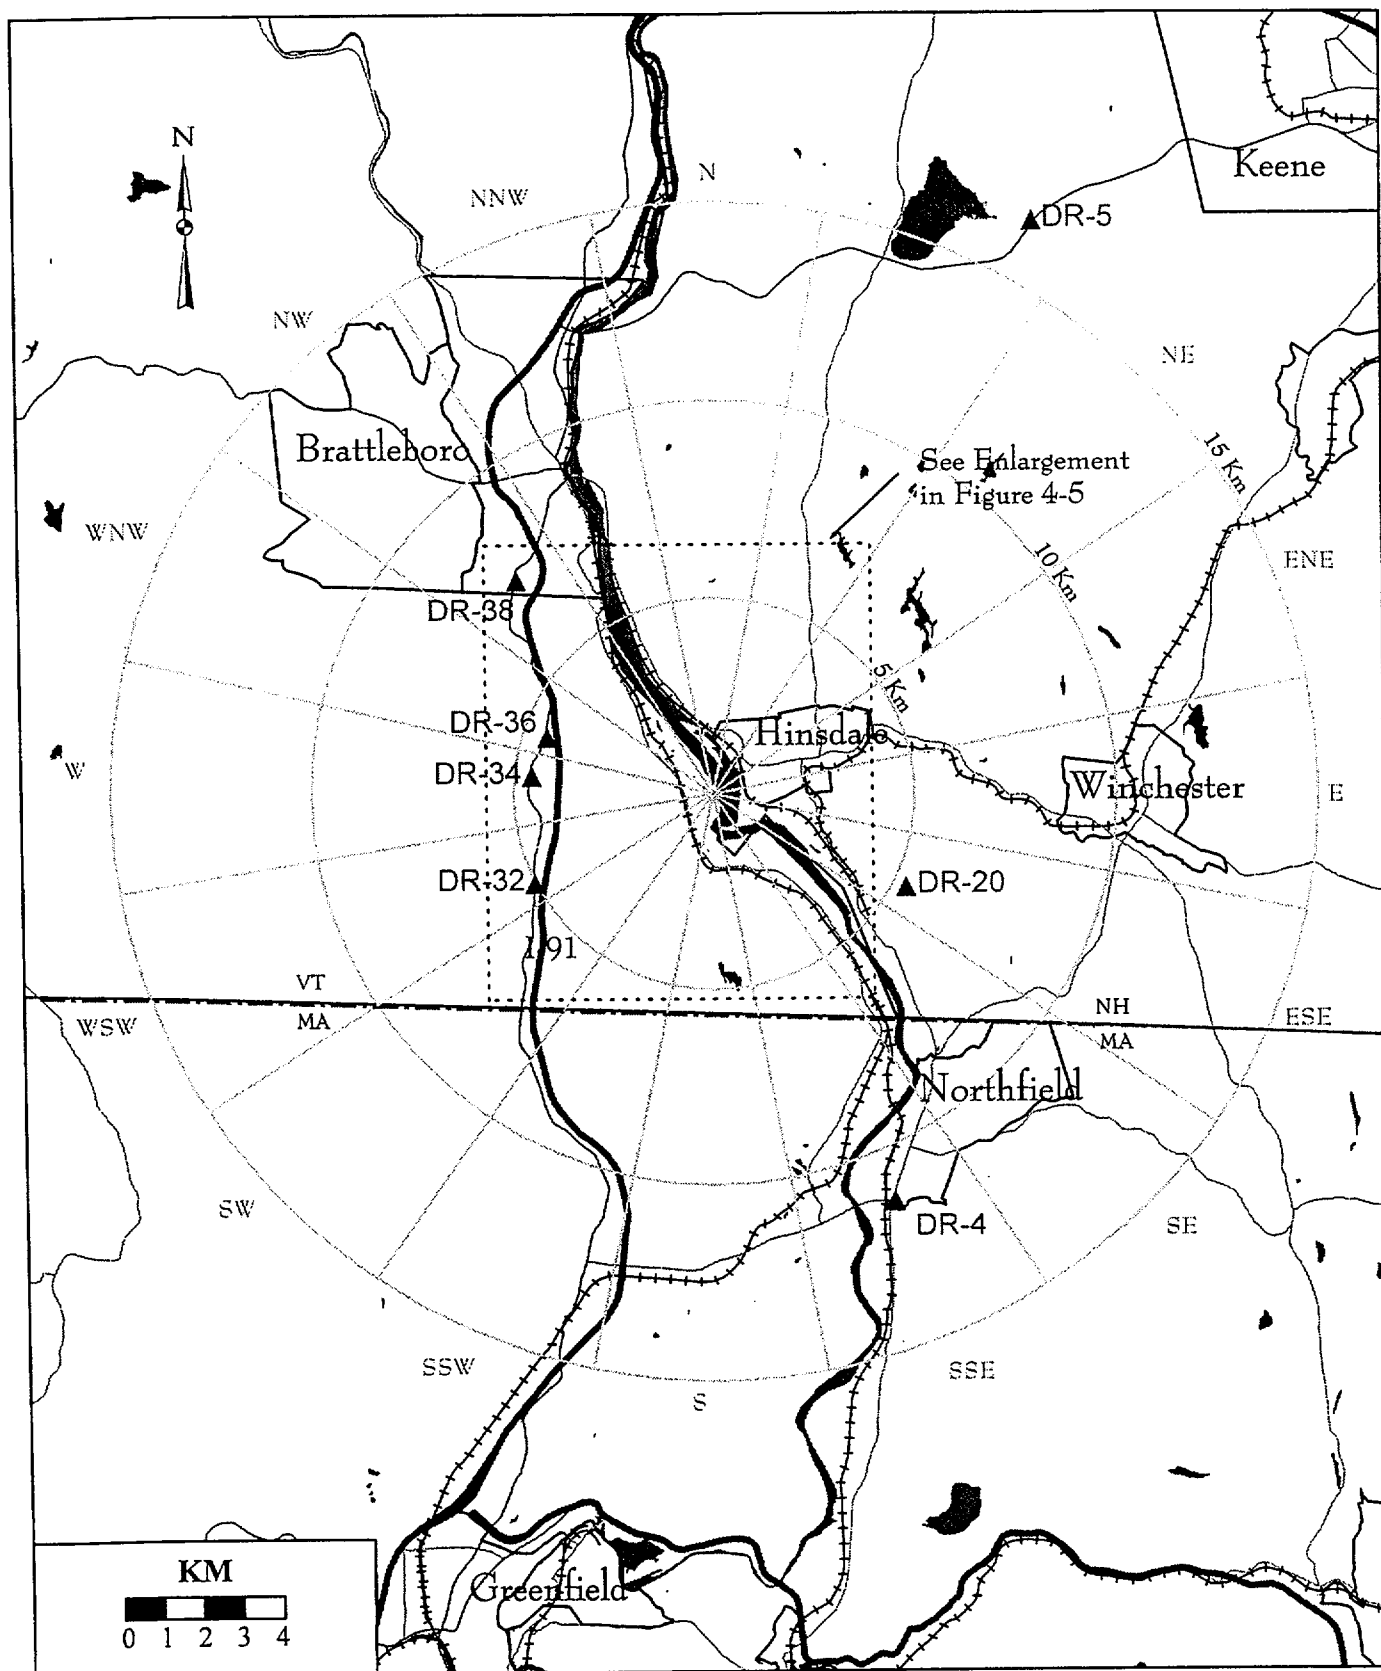 N
Keene
N
NNW
DR-5
NW
NE
Brattleboro
15 Km
See Enlargement
in Figure 4-5
WNW
ENE
10 Km
DR-38
5 Km
DR-36
Hinsdale
W
DR-34
Winchester
E
DR-32
DR-20
I-91
VT
NH
WSW
MA
ESE
MA
Northfield
SW
DR-4
SE
SSW
SSE
S
KM
Greenfield
0 1 2 3 4